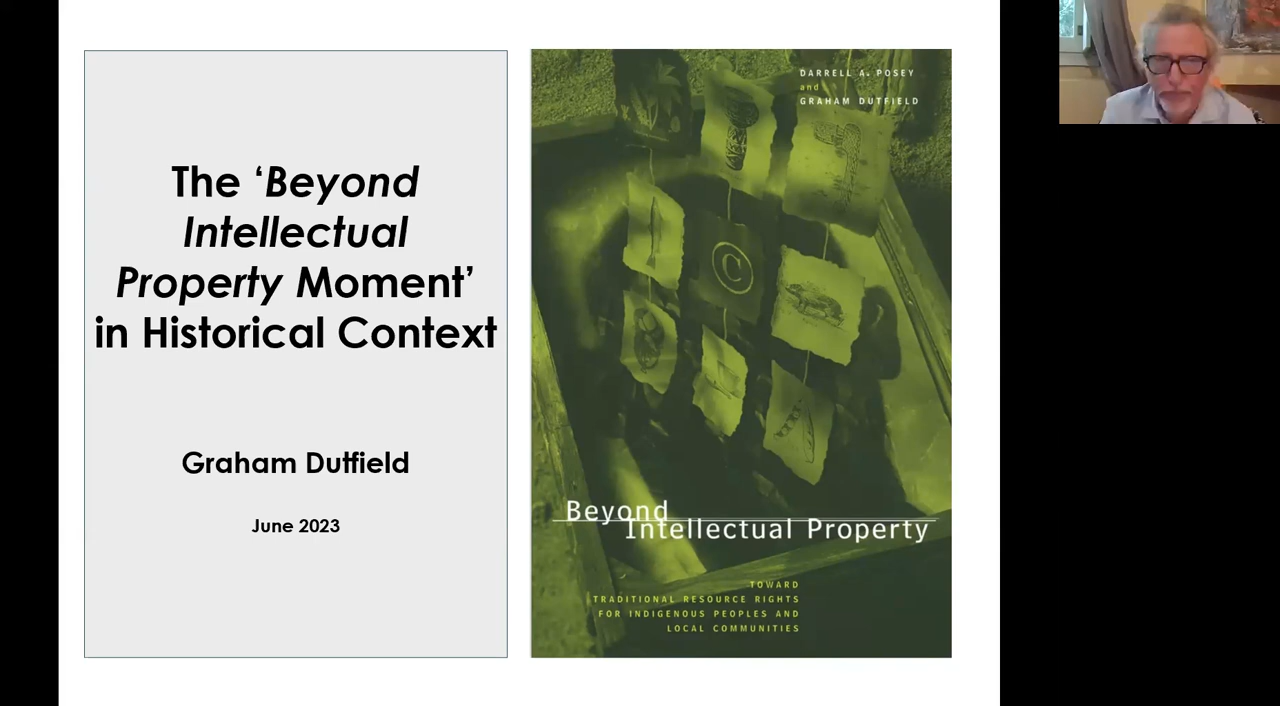 The ‘Beyond
Intellectual
Property Moment’
in Historical Context
Graham Dutfield
June 2023
DARRELL A. POSEY
and
GRAHAM DUTFIELD
©
Beyond
Intellectual Property
TOWARD
TRADITIONAL RESOURCE RIGHTS
FOR INDIGENOUS PEOPLES AND
LOCAL COMMUNITIES